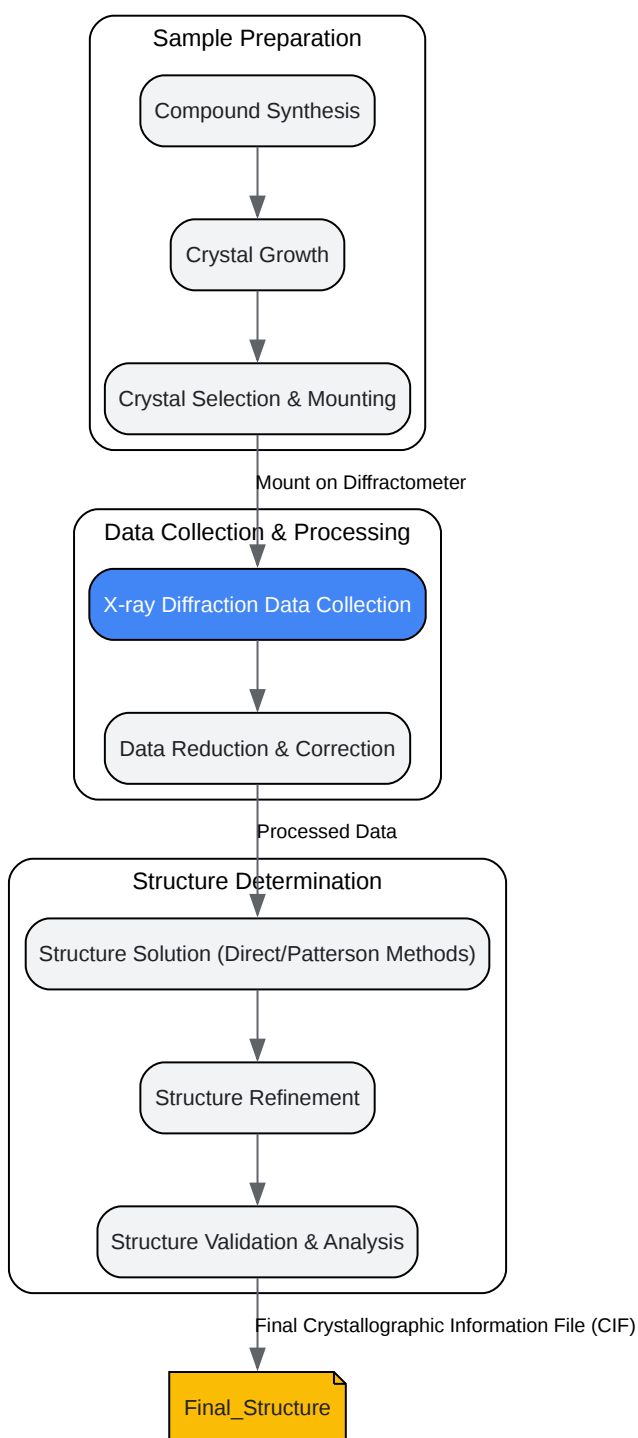 Sample Preparation
Compound Synthesis
Crystal Growth
Crystal Selection & Mounting
Mount on Diffractometer
Data Collection & Processing
X-ray Diffraction Data Collection
Data Reduction & Correction
Processed Data
Structure Determination
Structure Solution (Direct/Patterson Methods)
Structure Refinement
Structure Validation & Analysis
Final Crystallographic Information File (CIF)
Final_Structure